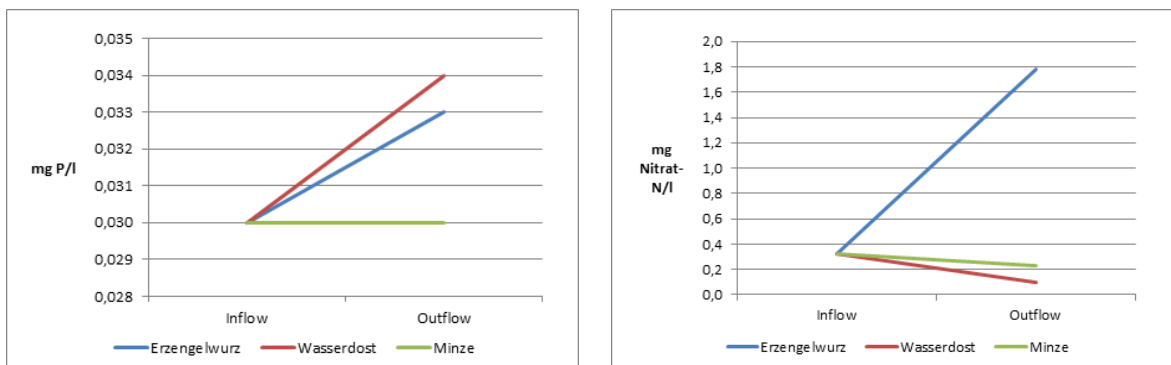 0,035
0,034
0,033
0,032
mg P/l
0,031
0,030
0,029
0,028
Inflow Outflow
Erzengelwurz Wasserdost Minze
2,0
1,8
1,6
1,4
1,2
mg
Nitrat-
N/l
1,0
0,8
0,6
0,4
0,2
0,0
Inflow Outflow
Erzengelwurz Wasserdost Minze